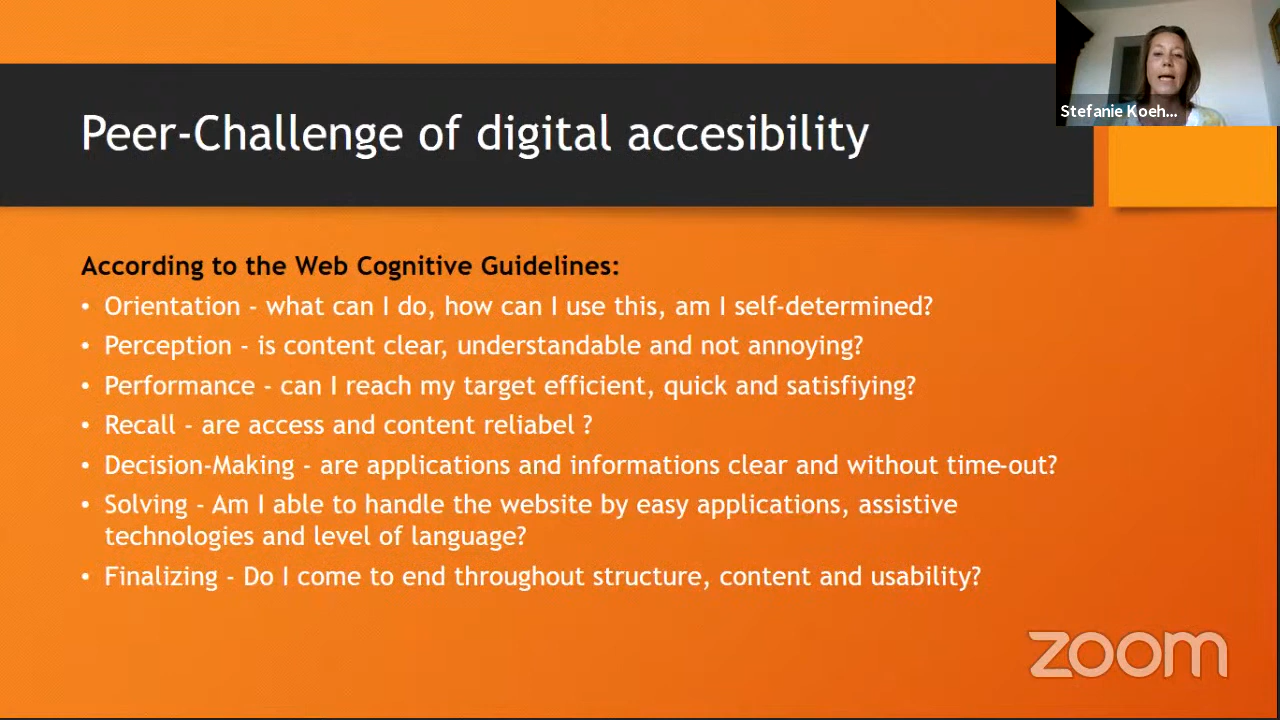 Stefanie Koeh...
Peer-Challenge of digital accesibility
According to the Web Cognitive Guidelines:
• Orientation - what can I do, how can I use this, am I self-determined?
• Perception - is content clear, understandable and not annoying?
• Performance - can I reach my target efficient, quick and satisfiying?
• Recall - are access and content reliabel ?
• Decision-Making - are applications and informations clear and without time-out?
• Solving - Am I able to handle the website by easy applications, assistive
technologies and level of language?
• Finalizing - Do I come to end throughout structure, content and usability?
zoom